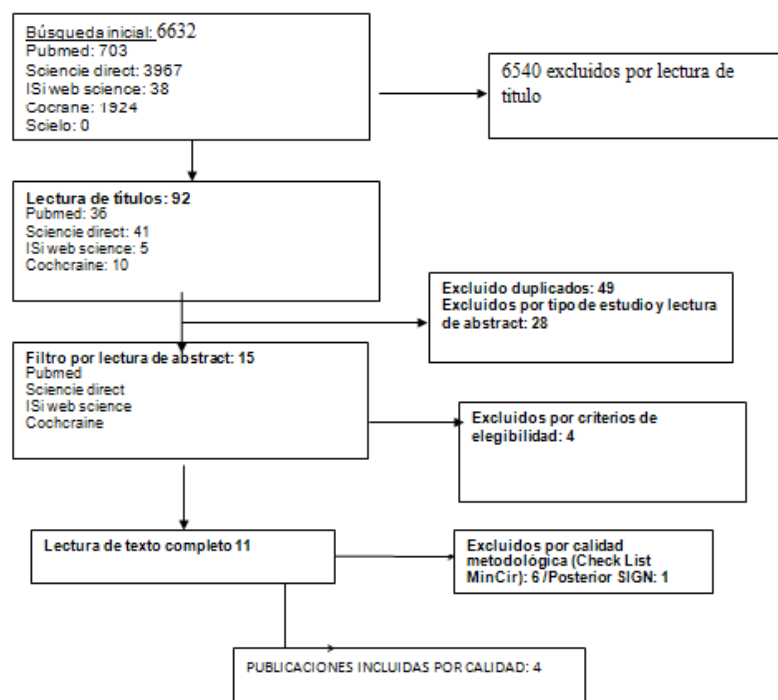 Búsqueda inicial: 6632
Pubmed: 703
Sciencie direct: 3967
ISi web science: 38
Cocrane: 1924
Scielo: 0
6540 excluidos por lectura de
titulo
Lectura de títulos: 92
Pubmed: 36
Sciencie direct: 41
ISi web science: 5
Cochcraine: 10
Excluido duplicados: 49
Excluidos por tipo de estudio y lectura
de abstract: 28
Filtro por lectura de abstract: 15
Pubmed
Sciencie direct
ISi web science
Cochcraine
Excluidos por criterios de
elegibilidad: 4
Lectura de texto completo 11
Excluidos por calidad
metodológica (Check List
MinCir): 6 /Posterior SIGN: 1
PUBLICACIONES INCLUIDAS POR CALIDAD: 4